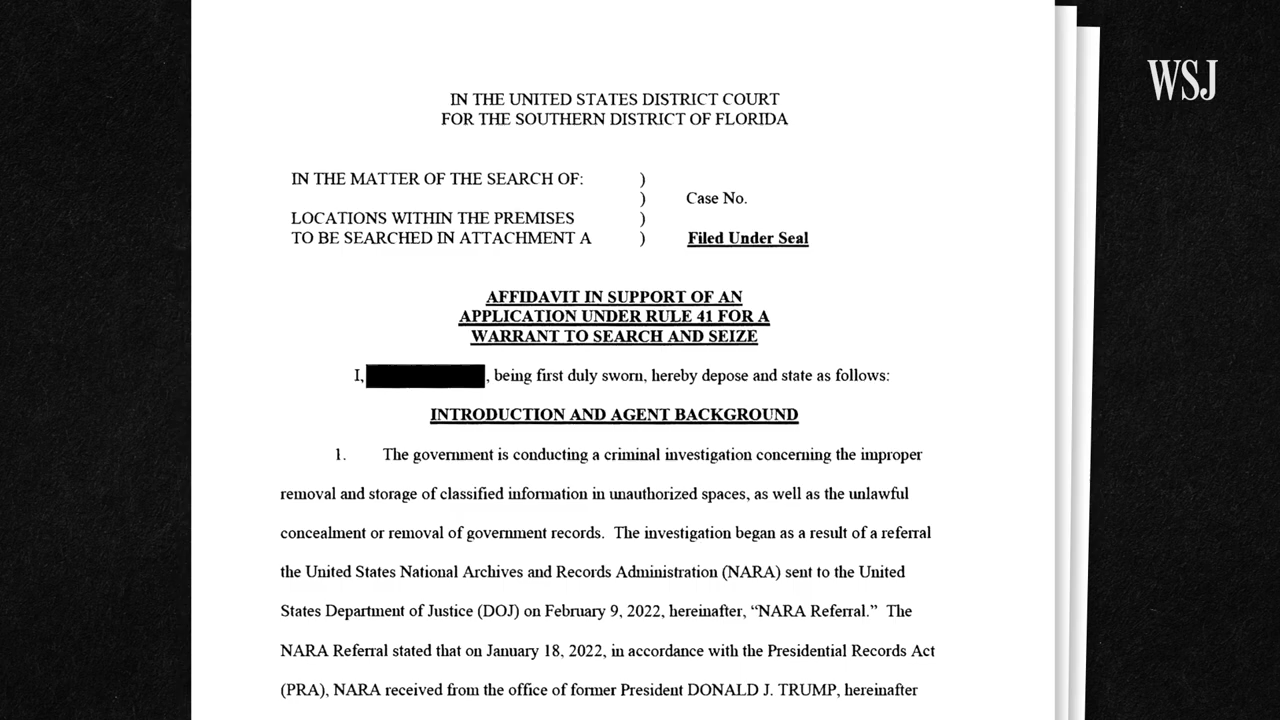 WSJ
IN THE UNITED STATES DISTRICT COURT
FOR THE SOUTHERN DISTRICT OF FLORIDA
IN THE MATTER OF THE SEARCH OF: )
) Case No.
LOCATIONS WITHIN THE PREMISES )
TO BE SEARCHED IN ATTACHMENT A ) Filed Under Seal
AFFIDAVIT IN SUPPORT OF AN
APPLICATION UNDER RULE 41 FOR A
WARRANT TO SEARCH AND SEIZE
I, , being first duly sworn, hereby depose and state as follows:
INTRODUCTION AND AGENT BACKGROUND
1. The government is conducting a criminal investigation concerning the improper
removal and storage of classified information in unauthorized spaces, as well as the unlawful
concealment or removal of government records. The investigation began as a result of a referral
the United States National Archives and Records Administration (NARA) sent to the United
States Department of Justice (DOJ) on February 9, 2022, hereinafter, “NARA Referral.” The
NARA Referral stated that on January 18, 2022, in accordance with the Presidential Records Act
(PRA), NARA received from the office of former President DONALD J. TRUMP, hereinafter